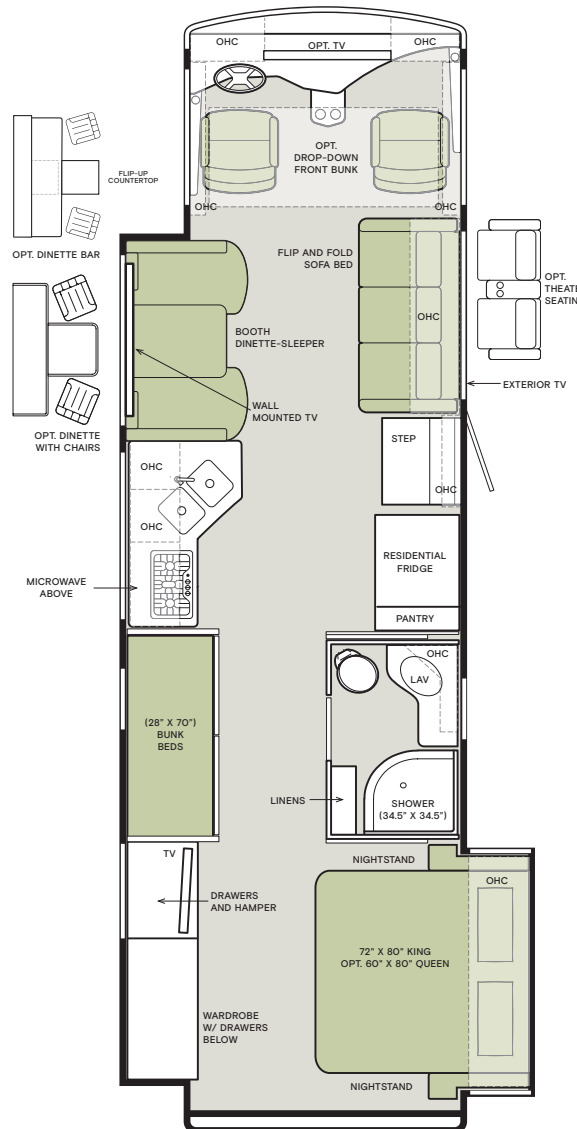 OHC
OPT. TV
OHC
OPT.
DROP-DOWN
FRONT BUNK
FLIP-UP
COUNTERTOP
OHC
OHC
OPT. DINETTE BAR
FLIP AND FOLD
SOFA BED
OPT.
THEATER
SEATING
OHC
BOOTH
DINETTE-SLEEPER
EXTERIOR TV
WALL
MOUNTED TV
OPT. DINETTE
WITH CHAIRS
STEP
OHC
OHC
OHC
RESIDENTIAL
FRIDGE
MICROWAVE
ABOVE
PANTRY
OHC
LAV
(28" X 70")
BUNK
BEDS
LINENS
SHOWER
(34.5" X 34.5")
TV
NIGHTSTAND
OHC
DRAWERS
AND HAMPER
72" X 80" KING
OPT. 60" X 80" QUEEN
WARDROBE
W/ DRAWERS
BELOW
NIGHTSTAND